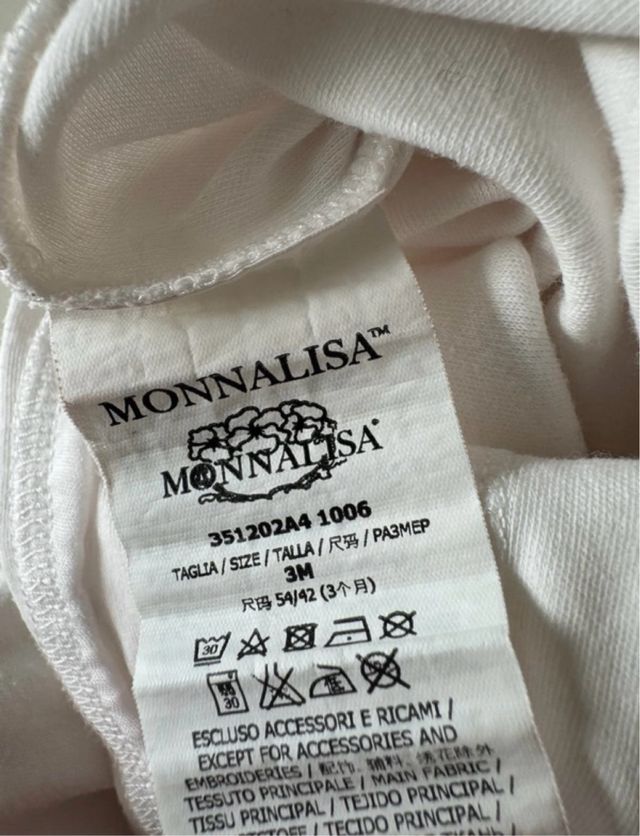 MONNALISA™
MONNALISA
351202A4 1006
TAGLIA / SIZE / TALLA / 尺码 / РАЗМЕР
3M
尺码 54/42 (3个月)
30
30
ESCLUSO ACCESSORI E RICAMI /
EXCEPT FOR ACCESSORIES AND
EMBROIDERIES / 配饰、辅料、绣花除外
TESSUTO PRINCIPALE / MAIN FABRIC /
TISSU PRINCIPAL / TEJIDO PRINCIPAL /
TECIDO PRINCIPAL /